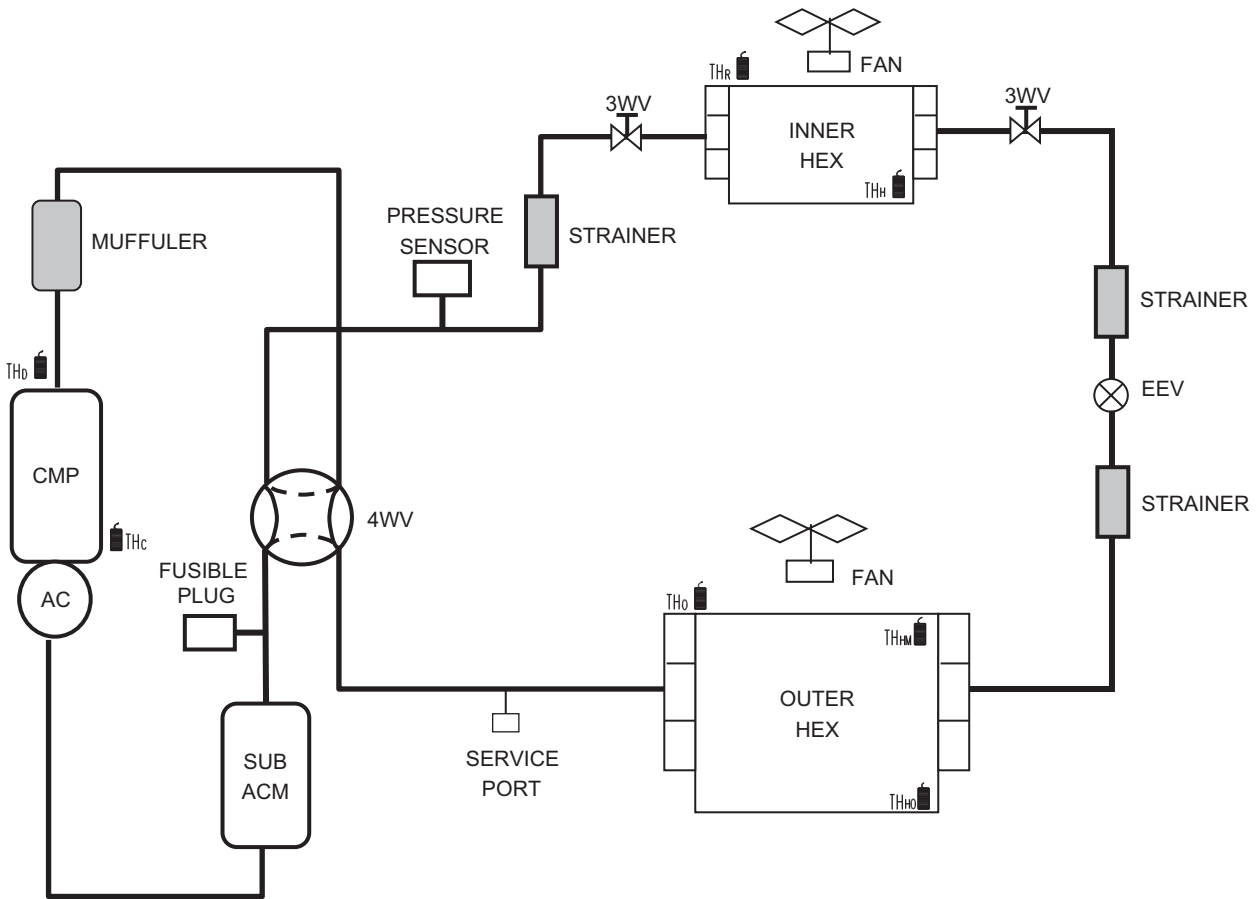 FAN
THR
3WV
3WV
INNER
HEX
THH
PRESSURE
SENSOR
STRAINER
MUFFULER
STRAINER
THD
EEV
CMP
STRAINER
4WV
THC
FUSIBLE
PLUG
FAN
AC
THO
THHM
OUTER
HEX
SUB
ACM
SERVICE
PORT
THHO